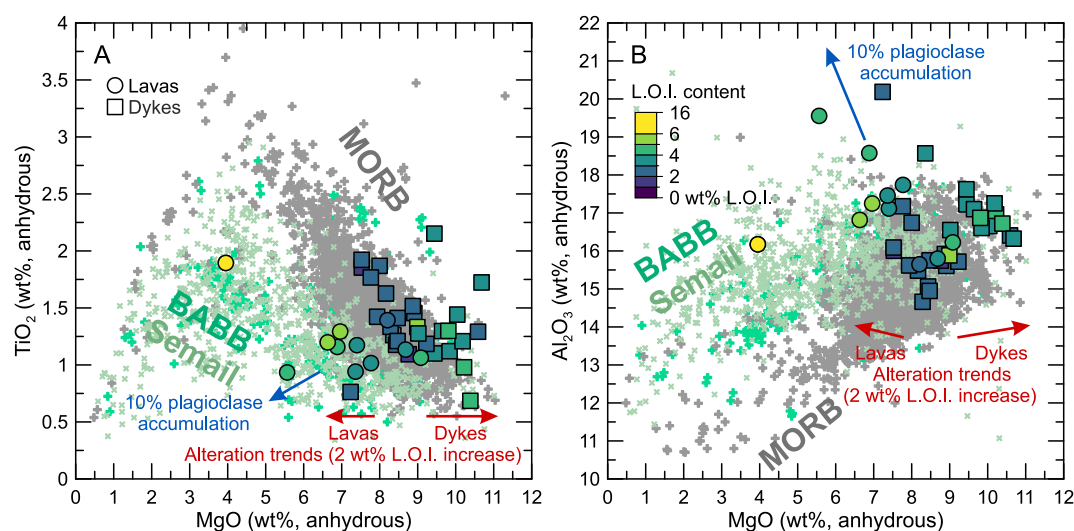 A
Lavas
Dykes
MORB
BABB
Semail
10% plagioclase
accumulation
Lavas
Dykes
Alteration trends (2 wt% L.O.I. increase)
4
3.5
3
2.5
2
1.5
1
0.5
0
TiO₂ (wt%, anhydrous)
0 1 2 3 4 5 6 7 8 9 10 11 12
MgO (wt%, anhydrous)
B
10% plagioclase
accumulation
L.O.I. content
16
6
4
2
0 wt% L.O.I.
BABB
Semail
MORB
Lavas
Dykes
Alteration trends
(2 wt% L.O.I. increase)
22
21
20
19
18
17
16
15
14
13
12
11
10
Al₂O₃ (wt%, anhydrous)
0 1 2 3 4 5 6 7 8 9 10 11 12
MgO (wt%, anhydrous)